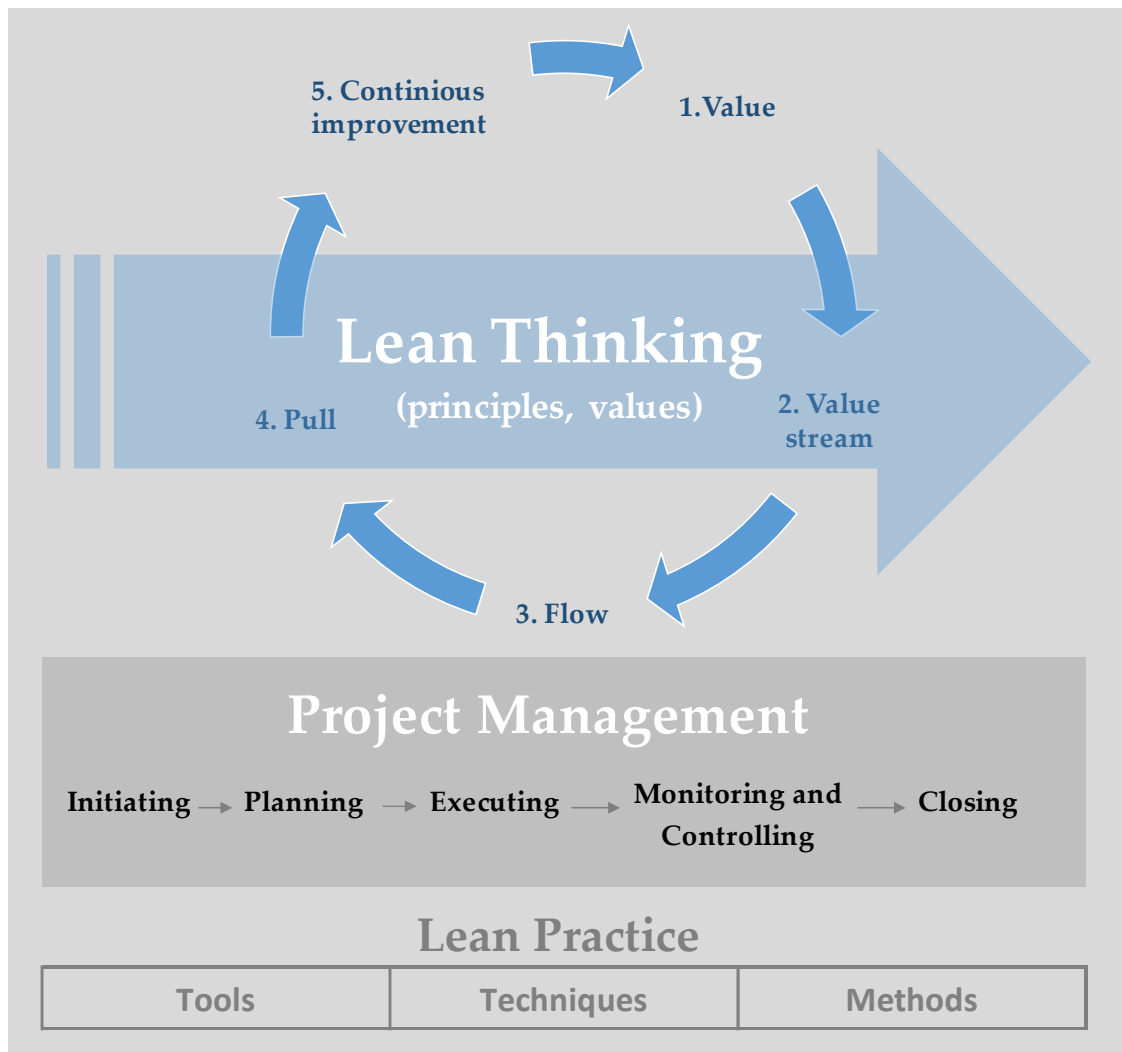 5. Continious
improvement
1.Value
Lean Thinking
(principles, values)
4. Pull
2. Value
stream
3. Flow
Project Management
Initiating
Planning
Executing
Monitoring and
Controlling
Closing
Lean Practice
Tools
Techniques
Methods